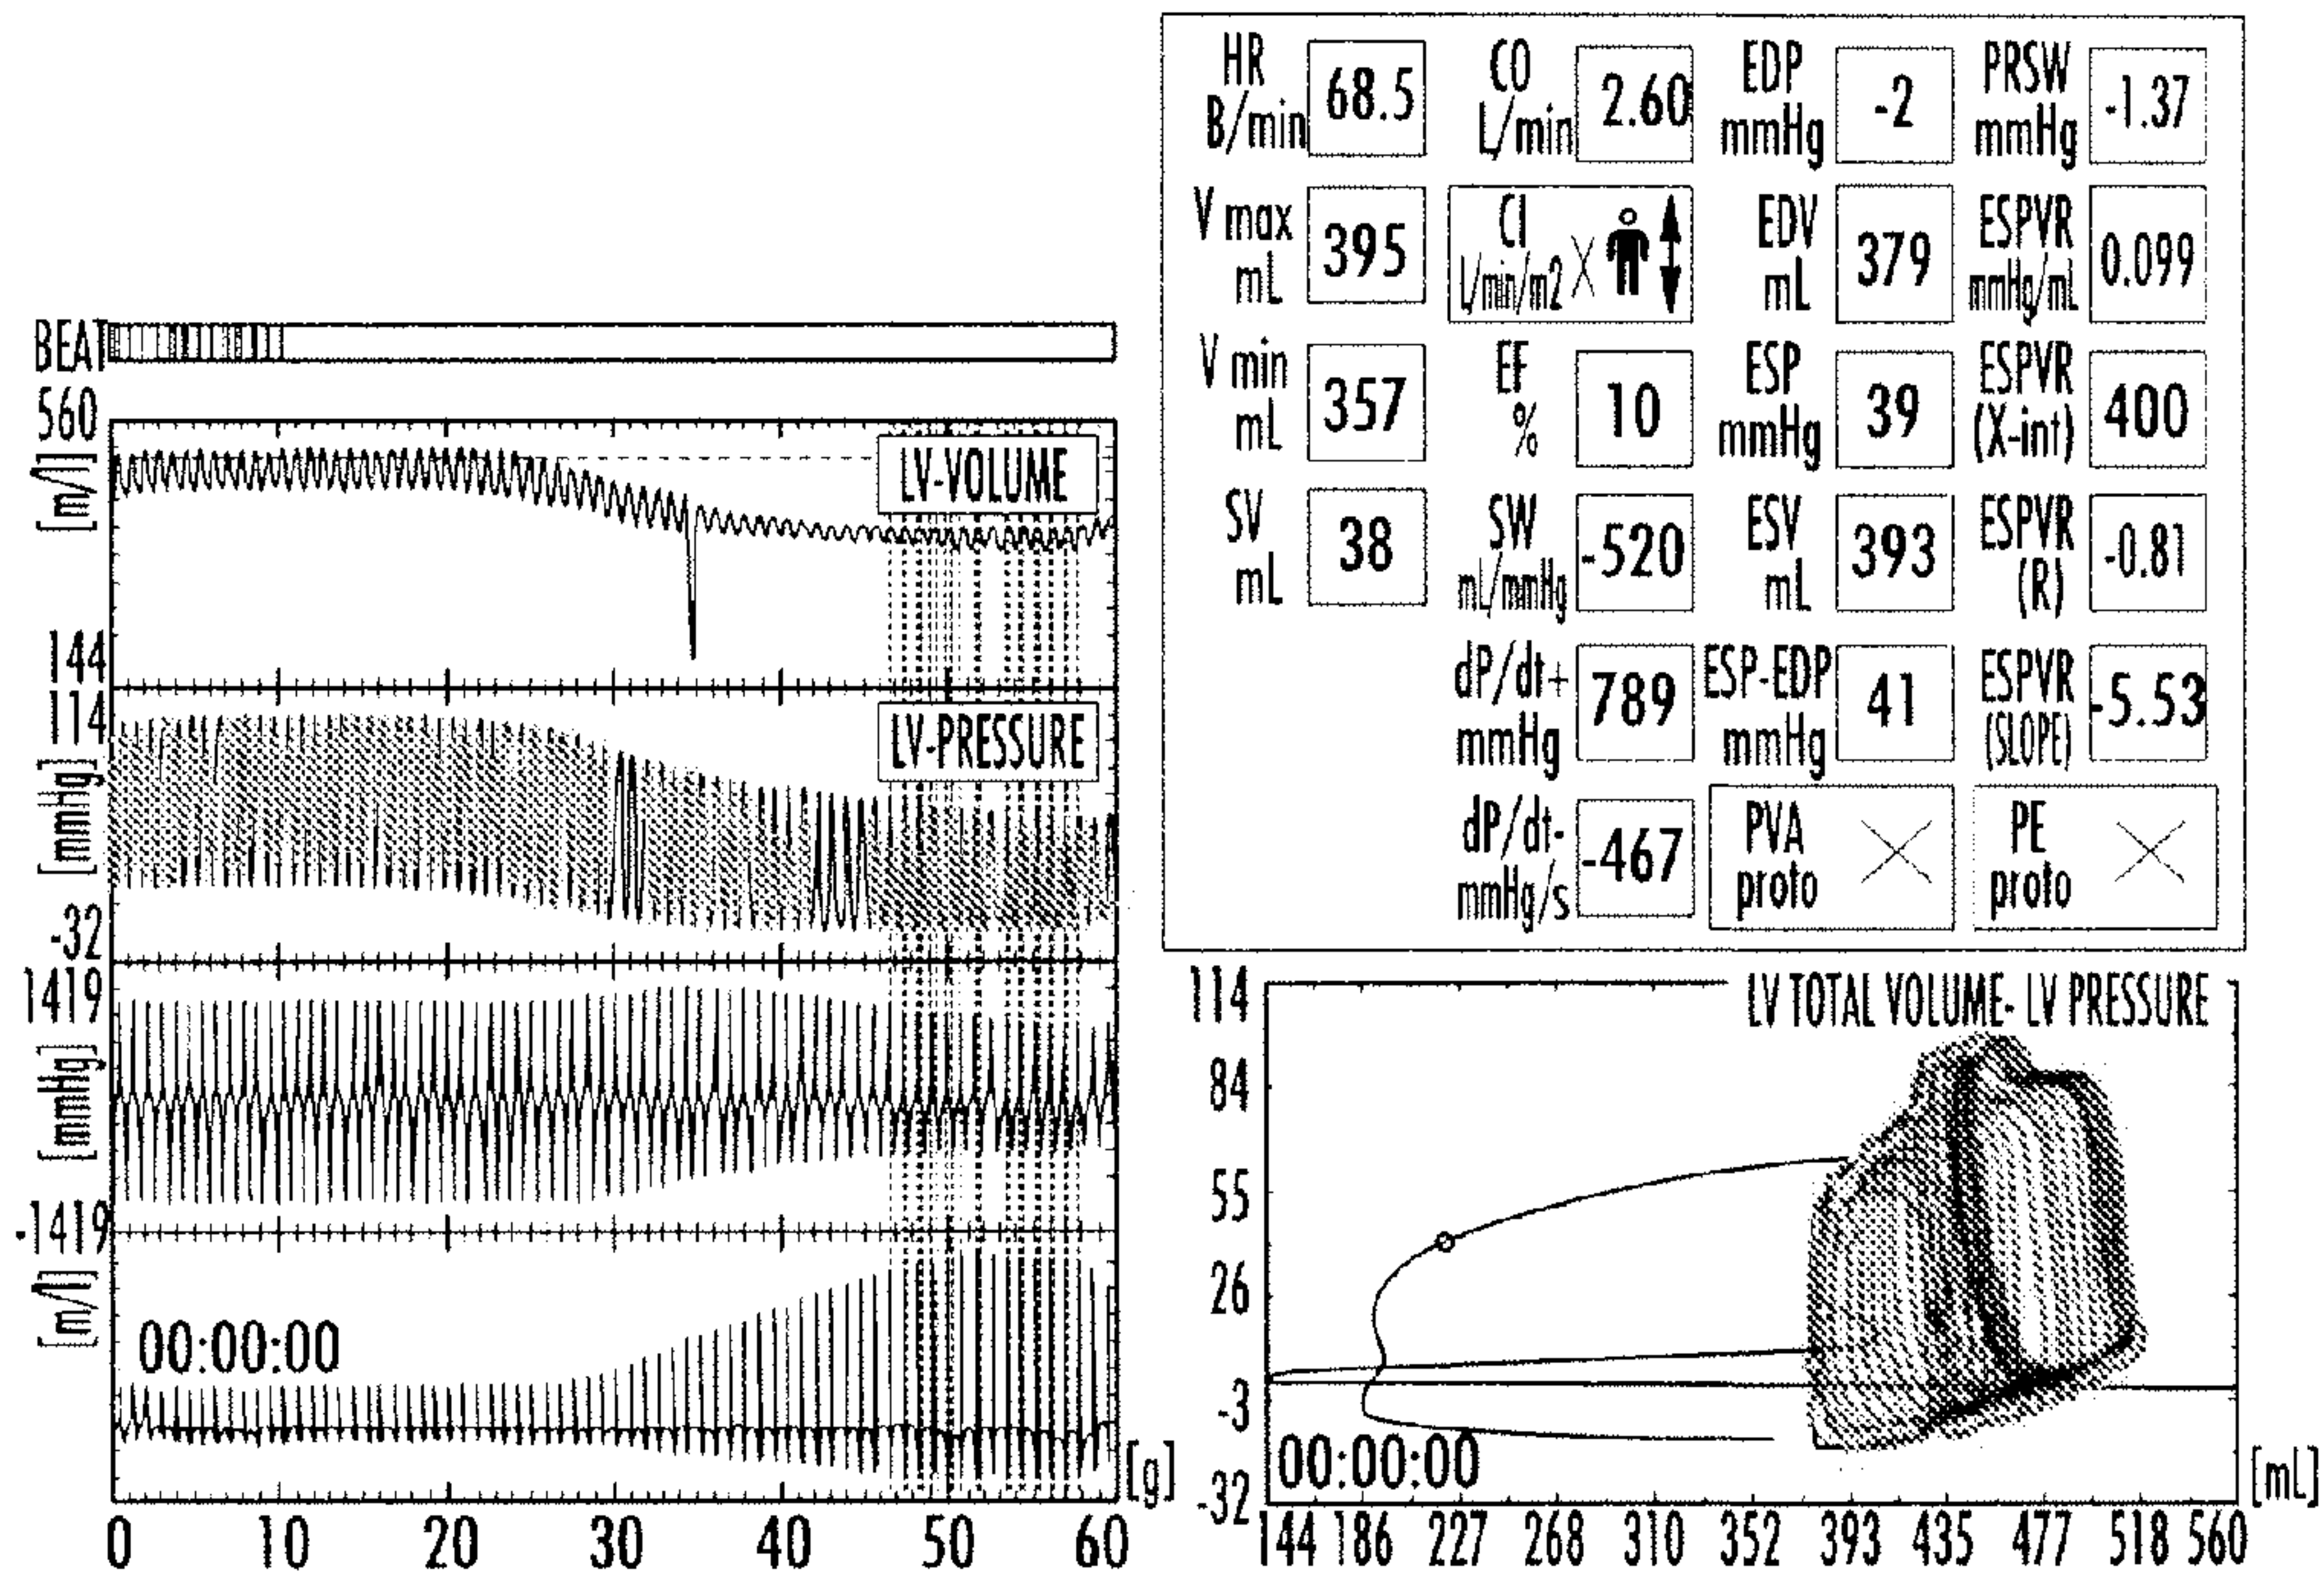 BEAT
560
[m/l]
LV-VOLUME
144
114
[mmHg]
LV-PRESSURE
-32
1419
[mmHg]
-1419
[m/l]
00:00:00
[g]
0 10 20 30 40 50 60
HR B/min 68.5
CO L/min 2.60
EDP mmHg -2
PRSW mmHg -1.37
V max mL 395
CI l/min/m2
EDV mL 379
ESPVR mmHg/mL 0.099
V min mL 357
EF % 10
ESP mmHg 39
ESPVR (X-int) 400
SV mL 38
SW mL/mmHg -520
ESV mL 393
ESPVR (R) -0.81
dP/dt+ mmHg 789
ESP-EDP mmHg 41
ESPVR (SLOPE) -5.53
dP/dt- mmHg/s -467
PVA proto
PE proto
LV TOTAL VOLUME- LV PRESSURE
114
84
55
26
-3
-32
00:00:00
[mL]
144 186 227 268 310 352 393 435 477 518 560